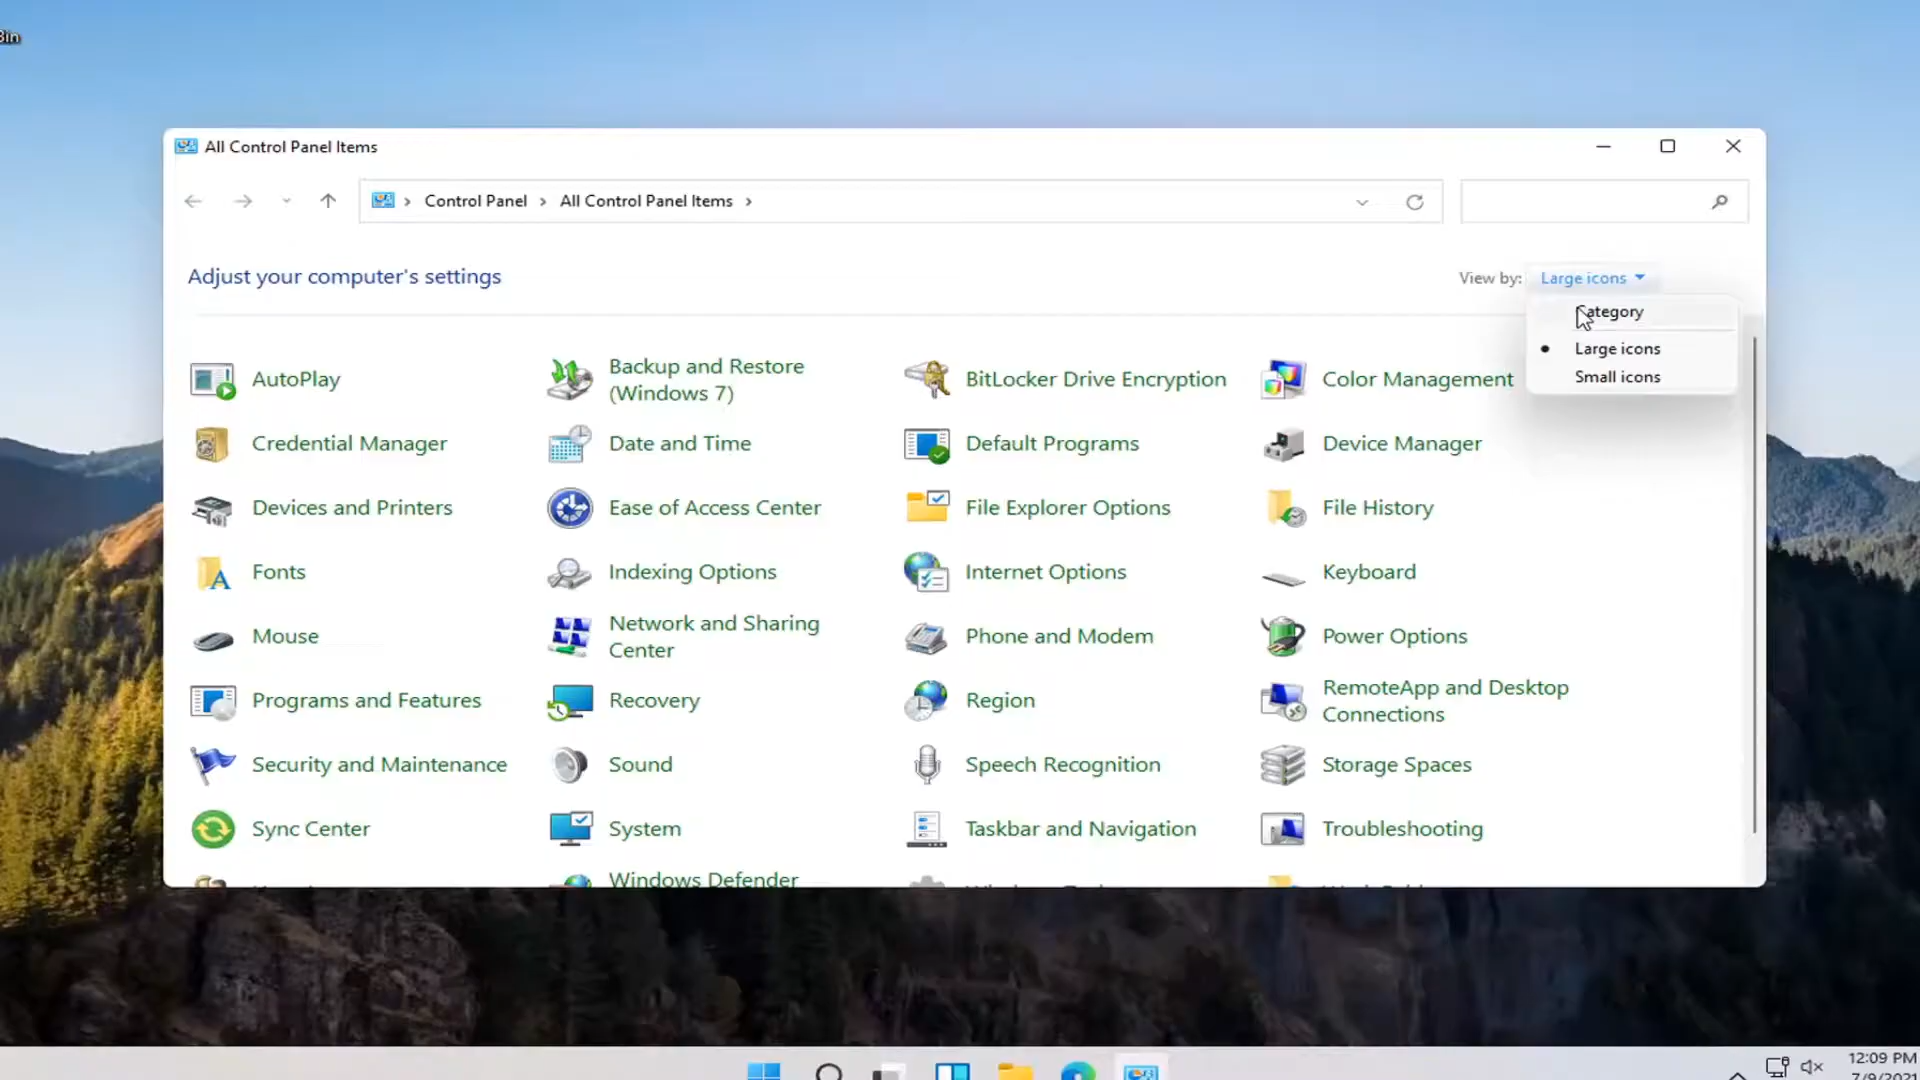 Bin
All Control Panel Items
Control Panel
All Control Panel Items
Adjust your computer's settings
View by:
Large icons
Category
Large icons
Small icons
AutoPlay
Backup and Restore
(Windows 7)
BitLocker Drive Encryption
Color Management
Credential Manager
Date and Time
Default Programs
Device Manager
Devices and Printers
Ease of Access Center
File Explorer Options
File History
Fonts
Indexing Options
Internet Options
Keyboard
Mouse
Network and Sharing
Center
Phone and Modem
Power Options
Programs and Features
Recovery
Region
RemoteApp and Desktop
Connections
Security and Maintenance
Sound
Speech Recognition
Storage Spaces
Sync Center
System
Taskbar and Navigation
Troubleshooting
Windows Defender
12:09 PM
7/9/2021